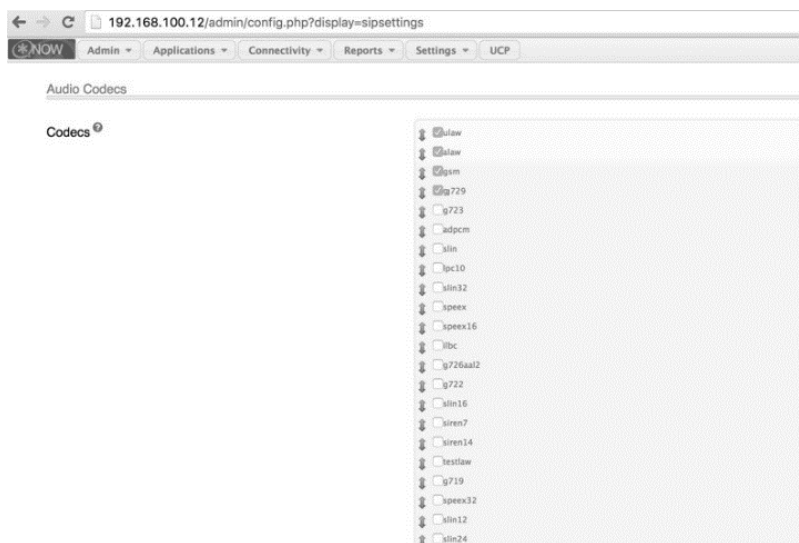 192.168.100.12/admin/config.php?display=sipsettings
NOW Admin Applications Connectivity Reports Settings UCP
Audio Codecs
Codecs ?
ulaw
alaw
gsm
g729
g723
adpcm
slin
lpc10
slin32
speex
speex16
ilbc
g726aal2
g722
slin16
siren7
siren14
testlaw
g719
speex32
slin12
slin24